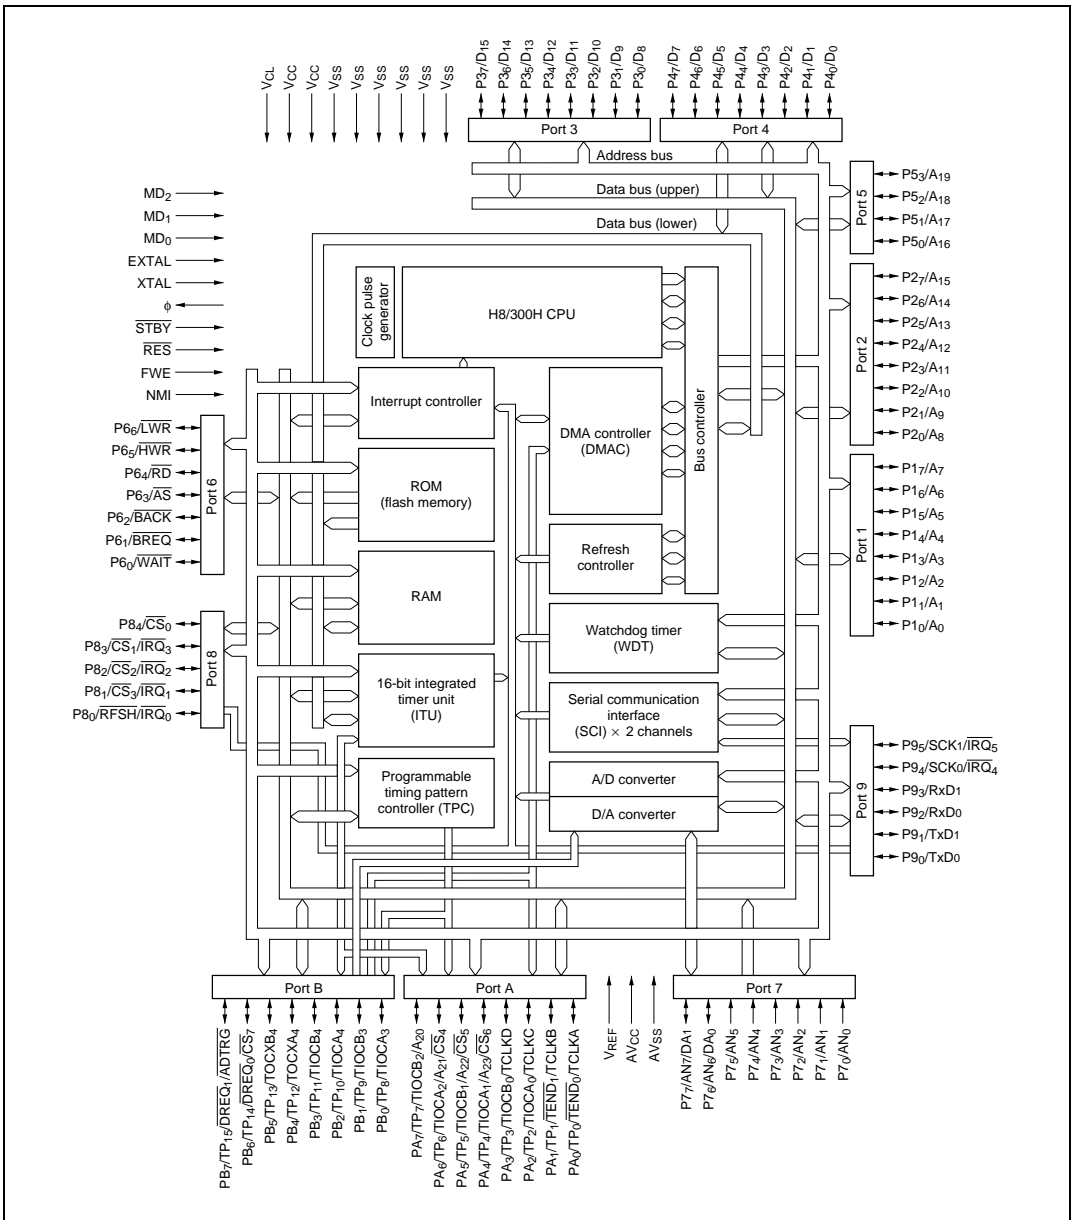 VCL
VCC
VCC
VSS
VSS
VSS
VSS
VSS
VSS
P37/D15
P36/D14
P35/D13
P34/D12
P33/D11
P32/D10
P31/D9
P30/D8
P47/D7
P46/D6
P45/D5
P44/D4
P43/D3
P42/D2
P41/D1
P40/D0
Port 3
Port 4
Address bus
Data bus (upper)
Data bus (lower)
MD2
MD1
MD0
EXTAL
XTAL
φ
STBY
RES
FWE
NMI
Port 5
P53/A19
P52/A18
P51/A17
P50/A16
Clock pulse
generator
H8/300H CPU
Bus controller
Port 2
P27/A15
P26/A14
P25/A13
P24/A12
P23/A11
P22/A10
P21/A9
P20/A8
Interrupt controller
DMA controller
(DMAC)
P66/LWR
P65/HWR
P64/RD
P63/AS
P62/BACK
P61/BREQ
P60/WAIT
Port 6
ROM
(flash memory)
Refresh
controller
Port 1
P17/A7
P16/A6
P15/A5
P14/A4
P13/A3
P12/A2
P11/A1
P10/A0
RAM
Watchdog timer
(WDT)
P84/CS0
P83/CS1/IRQ3
P82/CS2/IRQ2
P81/CS3/IRQ1
P80/RFSH/IRQ0
Port 8
16-bit integrated
timer unit
(ITU)
Serial communication
interface
(SCI) × 2 channels
Programmable
timing pattern
controller (TPC)
A/D converter
D/A converter
Port 9
P95/SCK1/IRQ5
P94/SCK0/IRQ4
P93/RxD1
P92/RxD0
P91/TxD1
P90/TxD0
Port B
Port A
Port 7
PB7/TP15/DREQ1/ADTRG
PB6/TP14/DREQ0/CS7
PB5/TP13/TOCXB4
PB4/TP12/TOCXA4
PB3/TP11/TIOCB4
PB2/TP10/TIOCA4
PB1/TP9/TIOCB3
PB0/TP8/TIOCA3
PA7/TP7/TIOCB2/A20
PA6/TP6/TIOCA2/A21/CS4
PA5/TP5/TIOCB1/A22/CS5
PA4/TP4/TIOCA1/A23/CS6
PA3/TP3/TIOCB0/TCLKD
PA2/TP2/TIOCA0/TCLKC
PA1/TP1/TEND1/TCLKB
PA0/TP0/TEND0/TCLKA
VREF
AVCC
AVSS
P77/AN7/DA1
P76/AN6/DA0
P75/AN5
P74/AN4
P73/AN3
P72/AN2
P71/AN1
P70/AN0